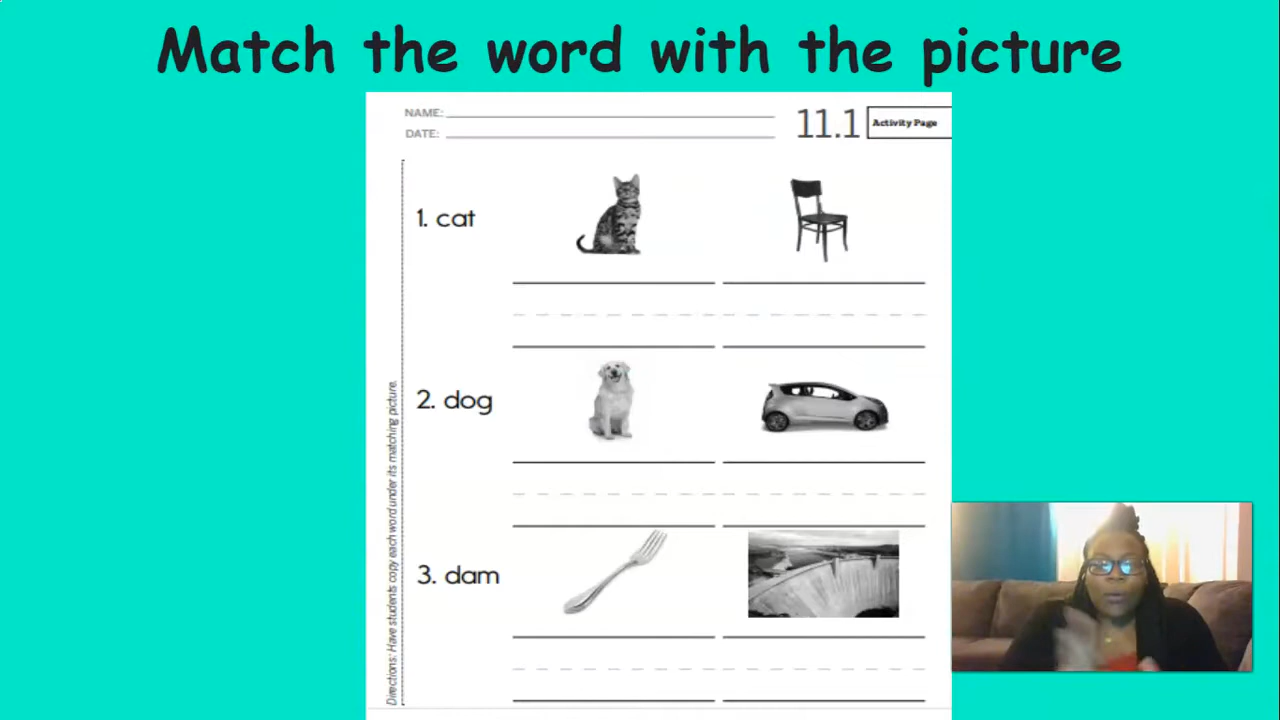 Match the word with the picture
NAME:
DATE:
11.1
Activity Page
1. cat
2. dog
3. dam
Directions: Have students copy each word under its matching picture.